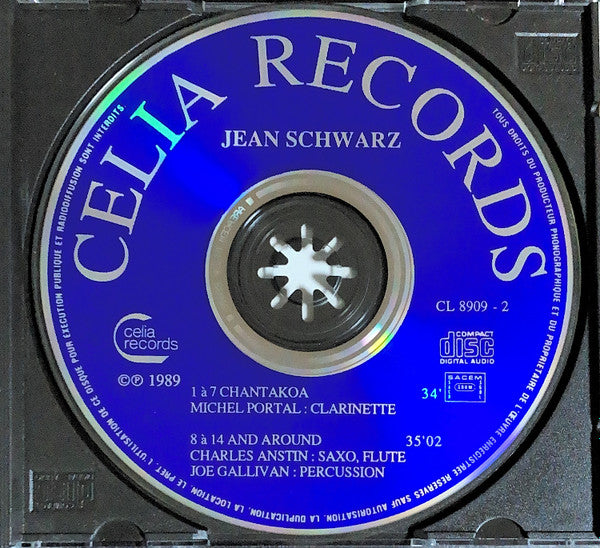 CELIA RECORDS
JEAN SCHWARZ
CL 8909 - 2
celia
records
COMPACT
disc
DIGITAL AUDIO
©℗ 1989
1 à 7 CHANTAKOA
34'
MICHEL PORTAL : CLARINETTE
SACEM
8 à 14 AND AROUND
35'02
CHARLES ANSTIN : SAXO, FLUTE
JOE GALLIVAN : PERCUSSION
TOUS DROITS DU PRODUCTEUR PHONOGRAPHIQUE ET DU PROPRIETAIRE DE L'ŒUVRE ENREGISTREE RESERVES SAUF AUTORISATION, LA DUPLICATION, LA LOCATION, LE PRET, L'UTILISATION DE CE DISQUE POUR EXECUTION PUBLIQUE ET RADIODIFFUSION SONT INTERDITS